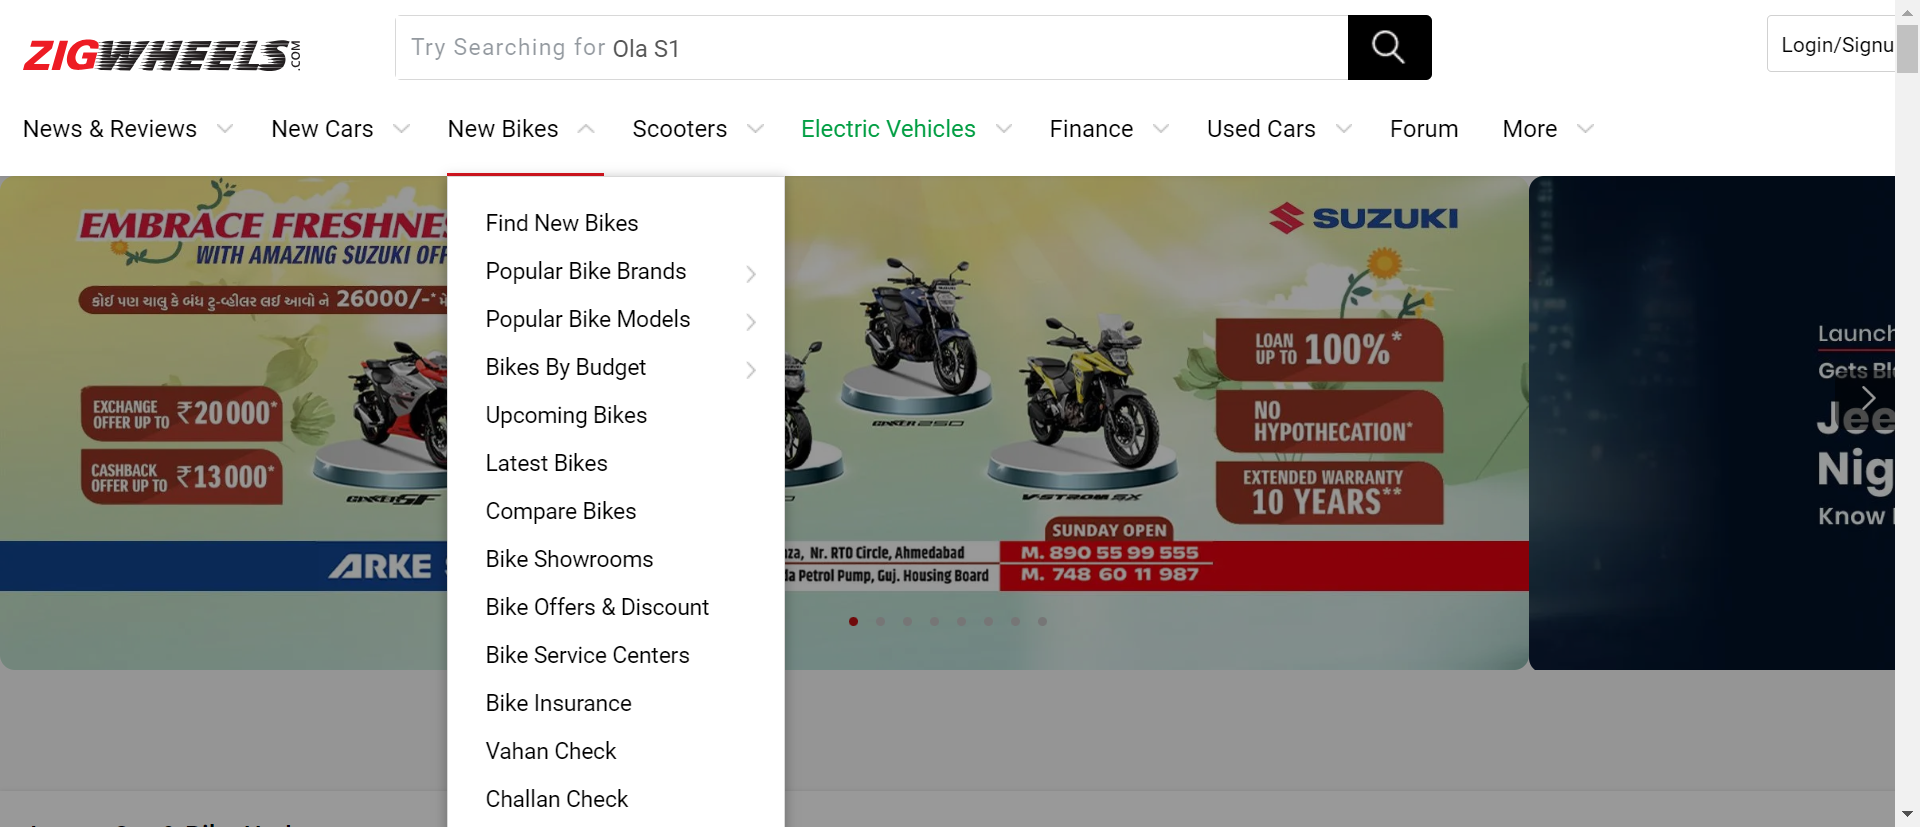 ZIGWHEELS.COM
Try Searching for Ola S1
Login/Signu
News & Reviews
New Cars
New Bikes
Scooters
Electric Vehicles
Finance
Used Cars
Forum
More
Find New Bikes
Popular Bike Brands
Popular Bike Models
Bikes By Budget
Upcoming Bikes
Latest Bikes
Compare Bikes
Bike Showrooms
Bike Offers & Discount
Bike Service Centers
Bike Insurance
Vahan Check
Challan Check
EMBRACE FRESHNE
WITH AMAZING SUZUKI OFF
કોઈ પણ ચાલુ કે બંધ ટુ-વ્હીલર લઈ આવો ને 26000/-* મે
EXCHANGE
OFFER UP TO ₹20000*
CASHBACK
OFFER UP TO ₹13000*
GIXXER SF
GIXXER 250
V-STROM SX
SUZUKI
LOAN
UP TO 100%*
NO
HYPOTHECATION*
EXTENDED WARRANTY
10 YEARS**
SUNDAY OPEN
ARKE
za, Nr. RTO Circle, Ahmedabad
M. 890 55 99 555
da Petrol Pump, Guj. Housing Board
M. 748 60 11 987
Launch
Gets Bl
Jee
Nig
Know